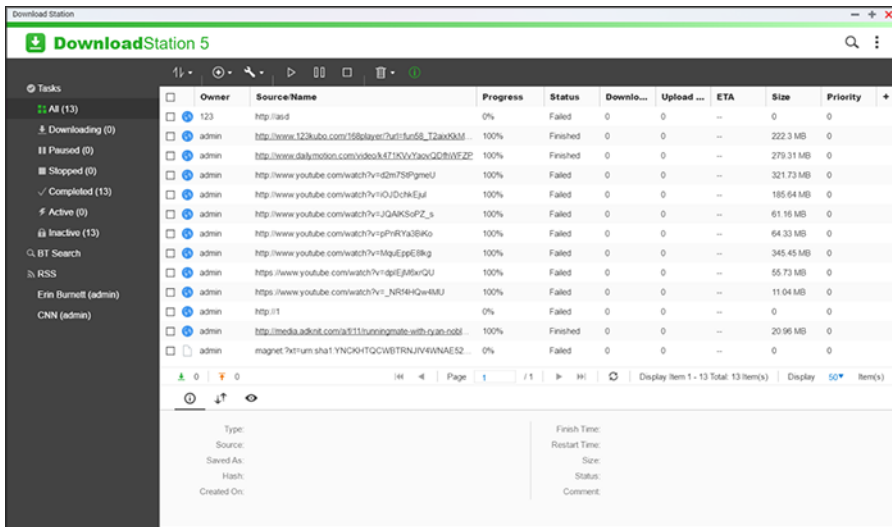 Download Station
DownloadStation 5
Tasks
All (13)
Downloading (0)
Paused (0)
Stopped (0)
Completed (13)
Active (0)
Inactive (13)
BT Search
RSS
Erin Burnett (admin)
CNN (admin)
Owner Source/Name Progress Status Downlo... Upload ... ETA Size Priority +
123 http://asd 0% Failed 0 0 -- 0 0
admin http://www.123kubo.com/168player/?url=fun58_T2aixKkM... 100% Finished 0 0 -- 222.3 MB 0
admin http://www.dailymotion.com/video/k471KVvYaovQDfhWFZP 100% Finished 0 0 -- 279.31 MB 0
admin http://www.youtube.com/watch?v=d2m7StPgmeU 100% Failed 0 0 -- 321.73 MB 0
admin http://www.youtube.com/watch?v=iOJDchkEjuI 100% Failed 0 0 -- 185.64 MB 0
admin http://www.youtube.com/watch?v=JQAlKSoPZ_s 100% Failed 0 0 -- 61.16 MB 0
admin http://www.youtube.com/watch?v=pPnRYa3BiKo 100% Failed 0 0 -- 64.33 MB 0
admin http://www.youtube.com/watch?v=MquEppE8lkg 100% Failed 0 0 -- 345.45 MB 0
admin https://www.youtube.com/watch?v=dplEjM6xrQU 100% Failed 0 0 -- 55.73 MB 0
admin https://www.youtube.com/watch?v=_NRf4HQw4MU 100% Failed 0 0 -- 11.04 MB 0
admin http://1 0% Failed 0 0 -- 0 0
admin http://media.adknit.com/a/1/1/runningmate-with-ryan-nobl... 100% Finished 0 0 -- 20.96 MB 0
admin magnet:?xt=urn:sha1:YNCKHTQCWBTRNJIV4WNAE52... 0% Failed 0 0 -- 0 0
0 0 Page 1 / 1 Display Item 1 - 13 Total: 13 Item(s) Display 50 Item(s)
Type: Finish Time:
Source: Restart Time:
Saved As: Size:
Hash: Status:
Created On: Comment: